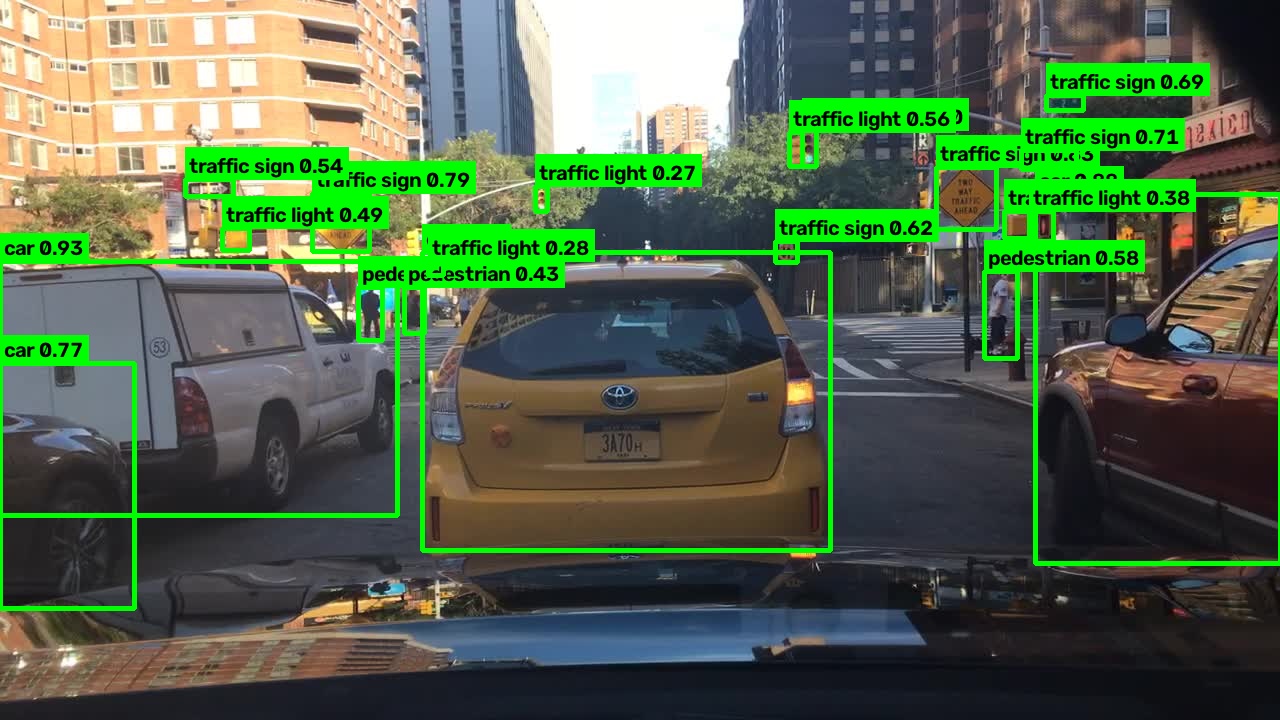 traffic sign 0.69
traffic light 0.56
traffic sign 0.71
mexico
traffic sign 0.54
traffic sign 0.79
traffic light 0.27
TWO
WAY
TRAFFIC
AHEAD
traffic light 0.49
traffic light 0.38
AHEAD
traffic sign 0.62
car 0.93
traffic light 0.28
pedestrian 0.43
pedestrian 0.58
car 0.77
53
3A70H